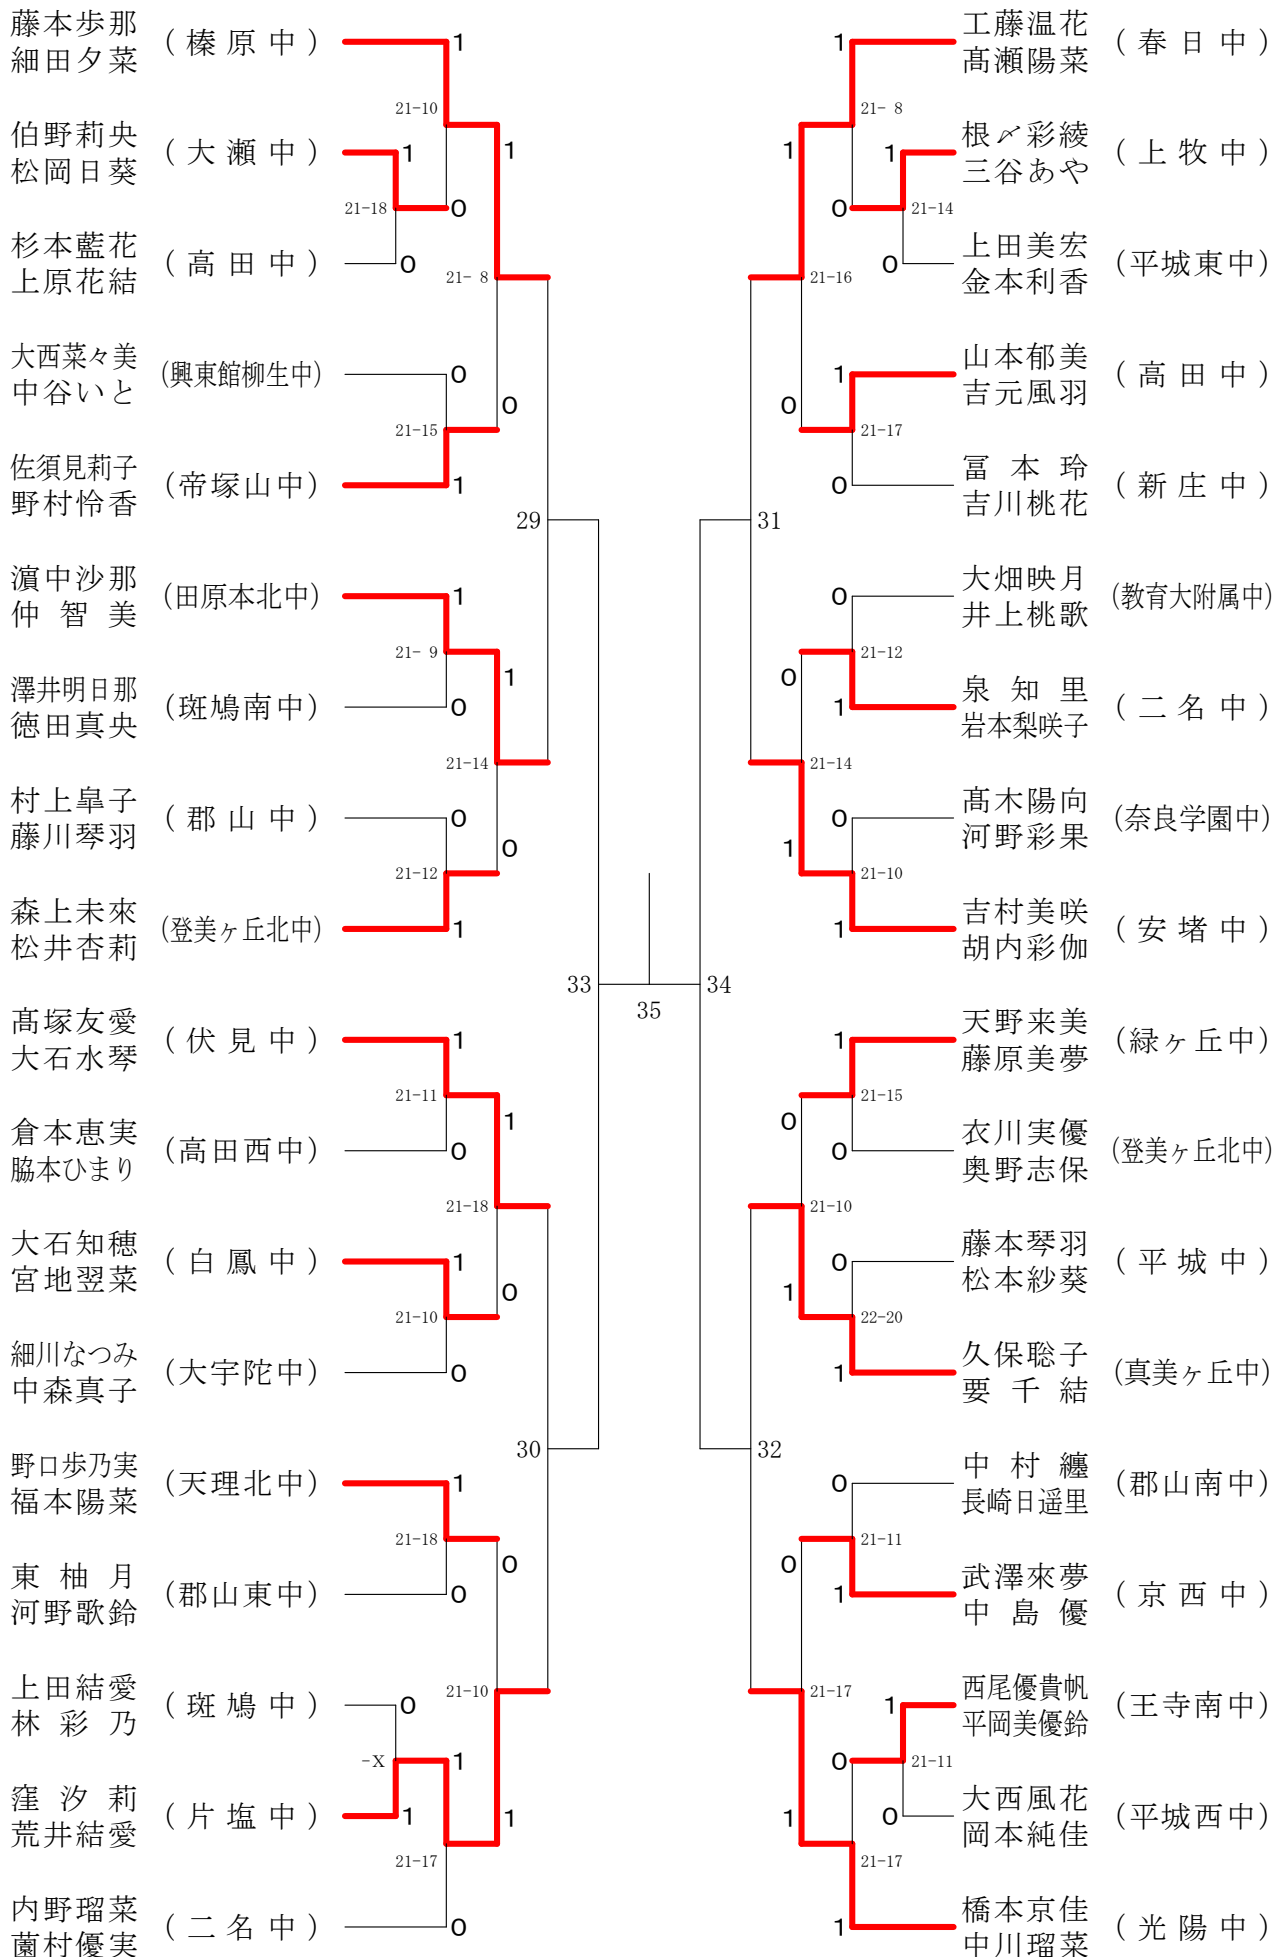 藤本歩那
細田夕菜
(榛原中)
1
21-10
伯野莉央
松岡日葵
(大瀬中)
1
1
21-18
0
杉本藍花
上原花結
(高田中)
0
21- 8
大西菜々美
中谷いと
(興東館柳生中)
0
0
21-15
佐須見莉子
野村怜香
(帝塚山中)
1
29
濵中沙那
仲智美
(田原本北中)
1
21- 9
1
澤井明日那
徳田真央
(斑鳩南中)
0
21-14
村上皐子
藤川琴羽
(郡山中)
0
0
21-12
森上未來
松井杏莉
(登美ヶ丘北中)
1
33
髙塚友愛
大石水琴
(伏見中)
1
21-11
1
倉本恵実
脇本ひまり
(高田西中)
0
21-18
大石知穂
宮地翌菜
(白鳳中)
1
0
21-10
細川なつみ
中森真子
(大宇陀中)
0
30
野口歩乃実
福本陽菜
(天理北中)
1
21-18
0
東柚月
河野歌鈴
(郡山東中)
0
21-10
上田結愛
林彩乃
(斑鳩中)
0
-X
1
窪汐莉
荒井結愛
(片塩中)
1
1
21-17
内野瑠菜
薗村優実
(二名中)
0
35
工藤温花
髙瀬陽菜
(春日中)
1
21- 8
根〆彩綾
三谷あや
(上牧中)
1
1
0
21-14
上田美宏
金本利香
(平城東中)
0
21-16
山本郁美
吉元風羽
(高田中)
1
0
21-17
冨本玲
吉川桃花
(新庄中)
0
31
大畑映月
井上桃歌
(教育大附属中)
0
21-12
0
泉知里
岩本梨咲子
(二名中)
1
21-14
髙木陽向
河野彩果
(奈良学園中)
0
1
21-10
吉村美咲
胡内彩伽
(安堵中)
1
34
天野来美
藤原美夢
(緑ヶ丘中)
1
21-15
0
衣川実優
奥野志保
(登美ヶ丘北中)
0
21-10
藤本琴羽
松本紗葵
(平城中)
0
1
22-20
久保聡子
要千結
(真美ヶ丘中)
1
32
中村纏
長崎日遥里
(郡山南中)
0
21-11
0
武澤來夢
中島優
(京西中)
1
21-17
西尾優貴帆
平岡美優鈴
(王寺南中)
1
0
21-11
大西風花
岡本純佳
(平城西中)
0
1
21-17
橋本京佳
中川瑠菜
(光陽中)
1